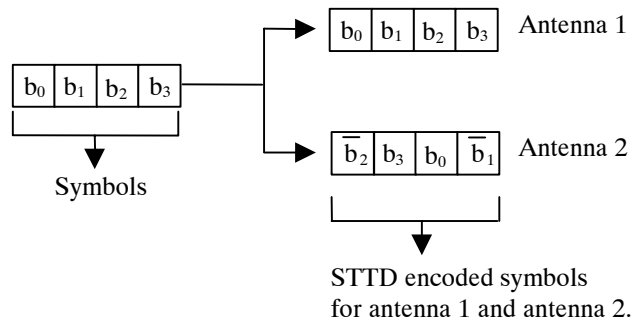 b₀ b₁ b₂ b₃ Antenna 1
b₀ b₁ b₂ b₃
b̅₂ b₃ b₀ b̅₁ Antenna 2
Symbols
STTD encoded symbols
for antenna 1 and antenna 2.